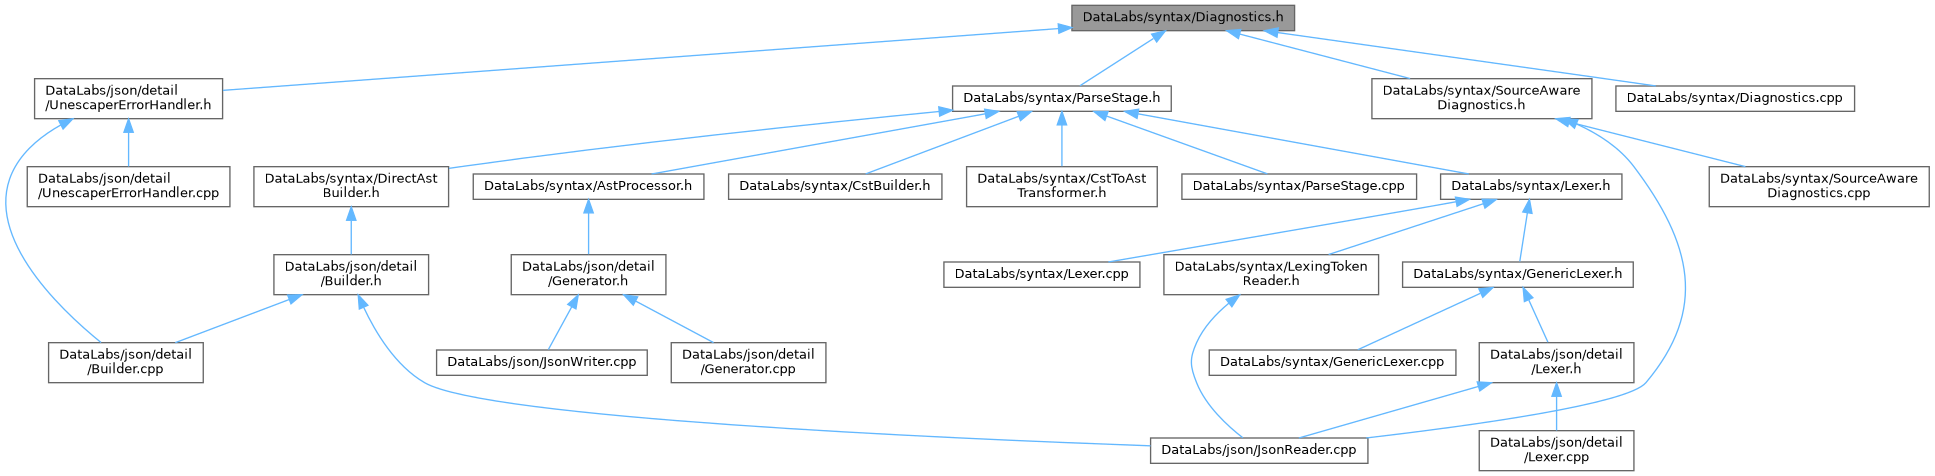 DataLabs/syntax/Diagnostics.h
DataLabs/json/detail
/UnescaperErrorHandler.h
DataLabs/syntax/ParseStage.h
DataLabs/syntax/SourceAware
Diagnostics.h
DataLabs/syntax/Diagnostics.cpp
DataLabs/json/detail
/UnescaperErrorHandler.cpp
DataLabs/syntax/DirectAst
Builder.h
DataLabs/syntax/AstProcessor.h
DataLabs/syntax/CstBuilder.h
DataLabs/syntax/CstToAst
Transformer.h
DataLabs/syntax/ParseStage.cpp
DataLabs/syntax/Lexer.h
DataLabs/syntax/SourceAware
Diagnostics.cpp
DataLabs/json/detail
/Builder.h
DataLabs/json/detail
/Generator.h
DataLabs/syntax/Lexer.cpp
DataLabs/syntax/LexingToken
Reader.h
DataLabs/syntax/GenericLexer.h
DataLabs/json/detail
/Builder.cpp
DataLabs/json/JsonWriter.cpp
DataLabs/json/detail
/Generator.cpp
DataLabs/syntax/GenericLexer.cpp
DataLabs/json/detail
/Lexer.h
DataLabs/json/JsonReader.cpp
DataLabs/json/detail
/Lexer.cpp